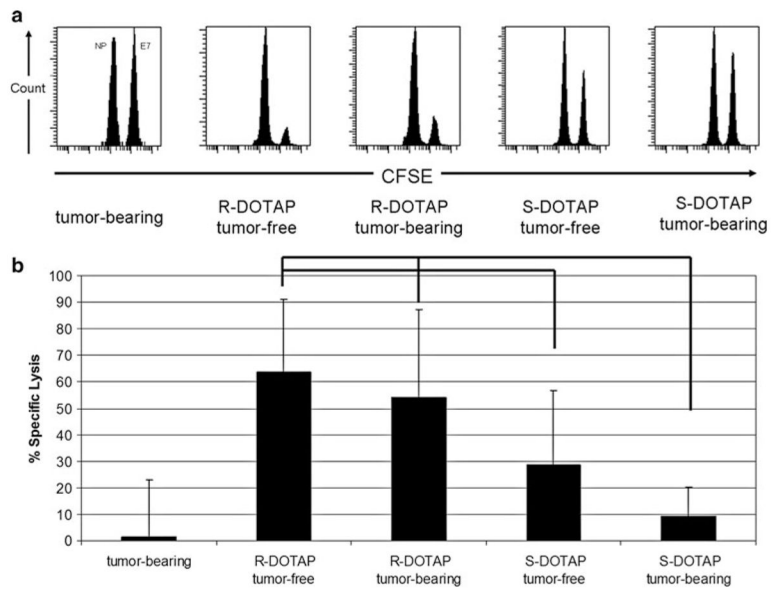 a
NP
E7
Count
CFSE
tumor-bearing
R-DOTAP
tumor-free
R-DOTAP
tumor-bearing
S-DOTAP
tumor-free
S-DOTAP
tumor-bearing
b
% Specific Lysis
100
90
80
70
60
50
40
30
20
10
0
tumor-bearing
R-DOTAP
tumor-free
R-DOTAP
tumor-bearing
S-DOTAP
tumor-free
S-DOTAP
tumor-bearing